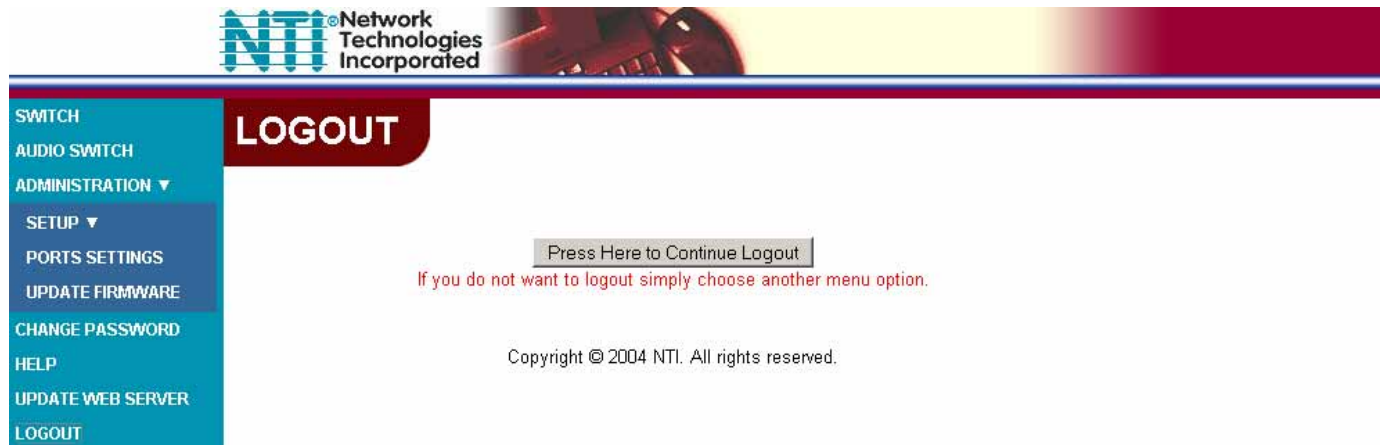 NTI® Network
Technologies
Incorporated
SWITCH
AUDIO SWITCH
ADMINISTRATION ▼
SETUP ▼
PORTS SETTINGS
UPDATE FIRMWARE
CHANGE PASSWORD
HELP
UPDATE WEB SERVER
LOGOUT
LOGOUT
Press Here to Continue Logout
If you do not want to logout simply choose another menu option.
Copyright © 2004 NTI. All rights reserved.